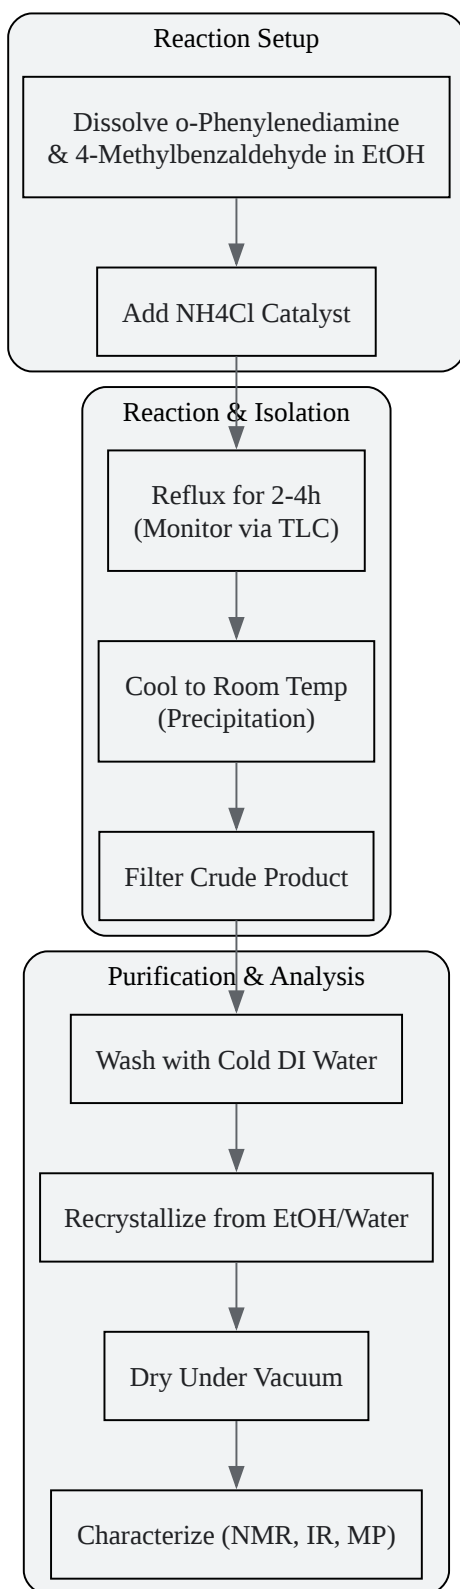 Reaction Setup
Dissolve o-Phenylenediamine
& 4-Methylbenzaldehyde in EtOH
Add NH4Cl Catalyst
Reaction & Isolation
Reflux for 2-4h
(Monitor via TLC)
Cool to Room Temp
(Precipitation)
Filter Crude Product
Purification & Analysis
Wash with Cold DI Water
Recrystallize from EtOH/Water
Dry Under Vacuum
Characterize (NMR, IR, MP)